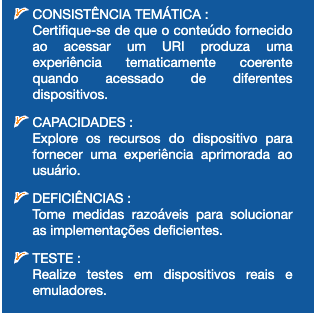 CONSISTÊNCIA TEMÁTICA :
Certifique-se de que o conteúdo fornecido
ao acessar um URI produza uma
experiência tematicamente coerente
quando acessado de diferentes
dispositivos.
CAPACIDADES :
Explore os recursos do dispositivo para
fornecer uma experiência aprimorada ao
usuário.
DEFICIÊNCIAS :
Tome medidas razoáveis para solucionar
as implementações deficientes.
TESTE :
Realize testes em dispositivos reais e
emuladores.